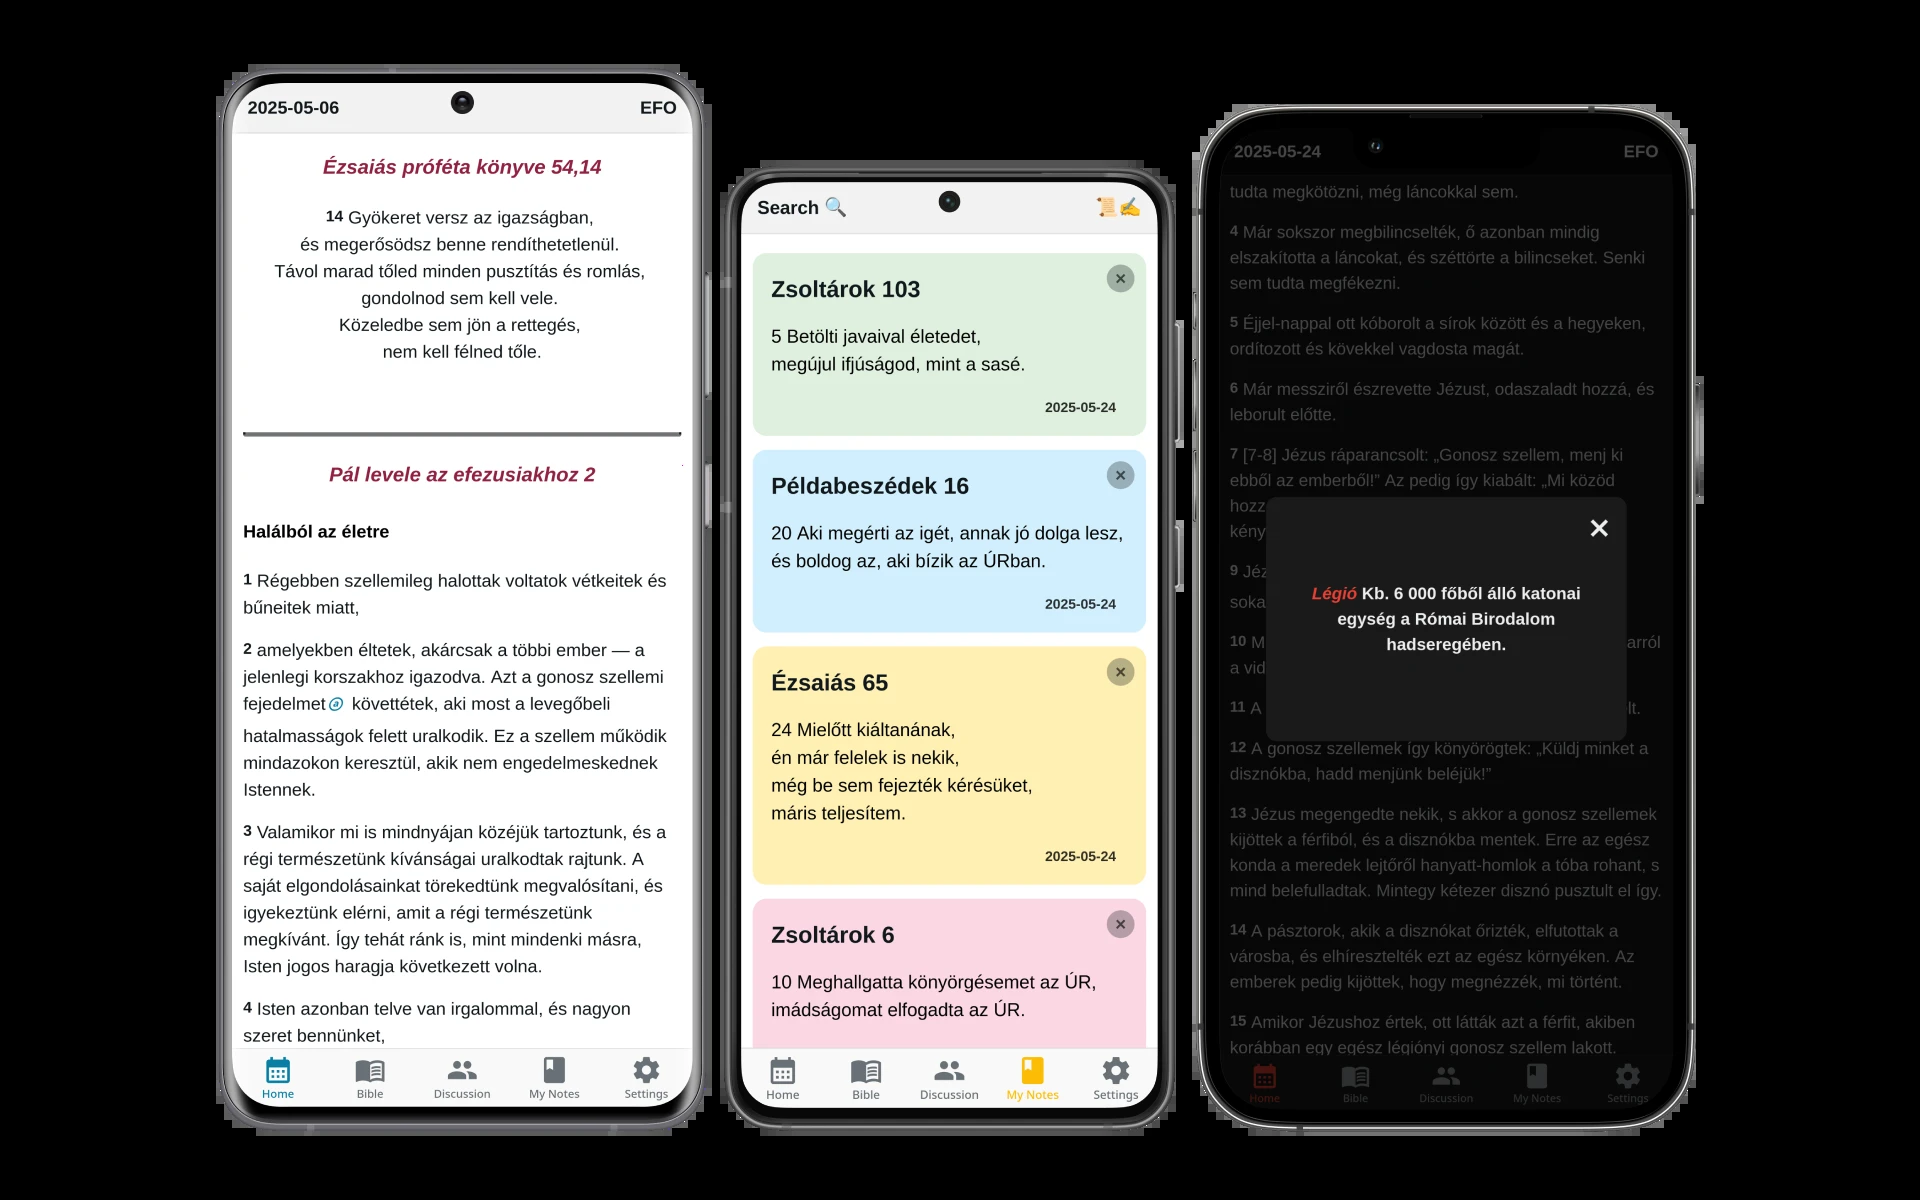 2025-05-06 EFO
Ézsaiás próféta könyve 54,14
14 Gyökeret versz az igazságban,
és megerősödsz benne rendíthetetlenül.
Távol marad tőled minden pusztítás és romlás,
gondolnod sem kell vele.
Közeledbe sem jön a rettegés,
nem kell félned tőle.
Pál levele az efezusiakhoz 2
Halálból az életre
1 Régebben szellemileg halottak voltatok vétkeitek és
bűneitek miatt,
2 amelyekben éltetek, akárcsak a többi ember — a
jelenlegi korszakhoz igazodva. Azt a gonosz szellemi
fejedelmet a követtétek, aki most a levegőbeli
hatalmasságok felett uralkodik. Ez a szellem működik
mindazokon keresztül, akik nem engedelmeskednek
Istennek.
3 Valamikor mi is mindnyájan közéjük tartoztunk, és a
régi természetünk kívánságai uralkodtak rajtunk. A
saját elgondolásainkat törekedtünk megvalósítani, és
igyekeztünk elérni, amit a régi természetünk
megkívánt. Így tehát ránk is, mint mindenki másra,
Isten jogos haragja következett volna.
4 Isten azonban telve van irgalommal, és nagyon
szeret bennünket,
Home Bible Discussion My Notes Settings
Search
Zsoltárok 103
5 Betölti javaival életedet,
megújul ifjúságod, mint a sasé.
2025-05-24
Példabeszédek 16
20 Aki megérti az igét, annak jó dolga lesz,
és boldog az, aki bízik az ÚRban.
2025-05-24
Ézsaiás 65
24 Mielőtt kiáltanának,
én már felelek is nekik,
még be sem fejezték kérésüket,
máris teljesítem.
2025-05-24
Zsoltárok 6
10 Meghallgatta könyörgésemet az ÚR,
imádságomat elfogadta az ÚR.
Home Bible Discussion My Notes Settings
2025-05-24 EFO
tudta megkötözni, még láncokkal sem.
4 Már sokszor megbilincselték, ő azonban mindig
elszakította a láncokat, és széttörte a bilincseket. Senki
sem tudta megfékezni.
5 Éjjel-nappal ott kóborolt a sírok között és a hegyeken,
ordítozott és kövekkel vagdosta magát.
6 Már messziről észrevette Jézust, odaszaladt hozzá, és
leborult előtte.
7 [7-8] Jézus ráparancsolt: „Gonosz szellem, menj ki
ebből az emberből!” Az pedig így kiabált: „Mi közöd
hozz
kény
9 Jéz
soka
10 M arról
a vid
11 A lt.
Légió Kb. 6 000 főből álló katonai
egység a Római Birodalom
hadseregében.
12 A gonosz szellemek így könyörögtek: „Küldj minket a
disznókba, hadd menjünk beléjük!”
13 Jézus megengedte nekik, s akkor a gonosz szellemek
kijöttek a férfiból, és a disznókba mentek. Erre az egész
konda a meredek lejtőről hanyatt-homlok a tóba rohant, s
mind belefulladtak. Mintegy kétezer disznó pusztult el így.
14 A pásztorok, akik a disznókat őrizték, elfutottak a
városba, és elhíresztelték ezt az egész környéken. Az
emberek pedig kijöttek, hogy megnézzék, mi történt.
15 Amikor Jézushoz értek, ott látták azt a férfit, akiben
korábban egy egész légiónyi gonosz szellem lakott.
Home Bible Discussion My Notes Settings